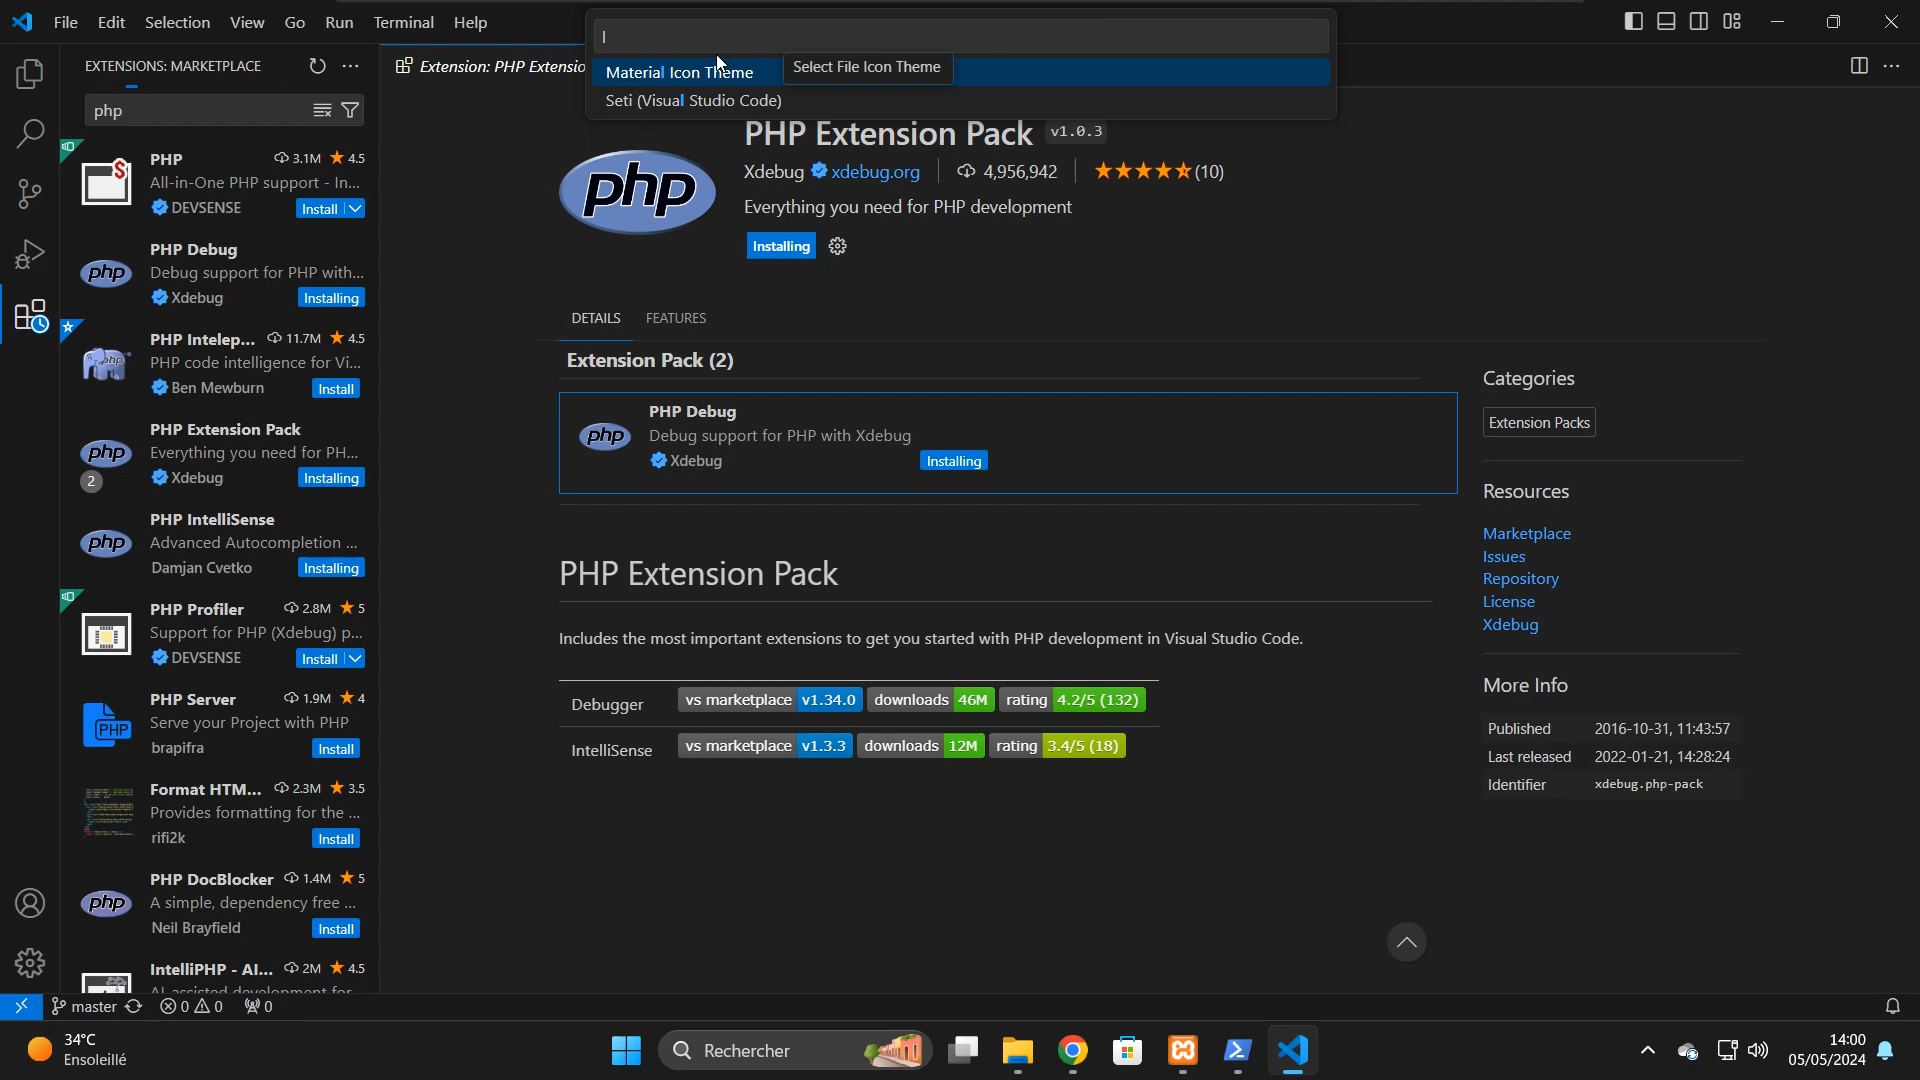 File Edit Selection View Go Run Terminal Help
l
Material Icon Theme
Select File Icon Theme
Seti (Visual Studio Code)
EXTENSIONS: MARKETPLACE
php
PHP 3.1M 4.5
All-in-One PHP support - In...
DEVSENSE Install
PHP Debug
Debug support for PHP with...
Xdebug Installing
PHP Intelep... 11.7M 4.5
PHP code intelligence for Vi...
Ben Mewburn Install
PHP Extension Pack
Everything you need for PH...
2 Xdebug Installing
PHP IntelliSense
Advanced Autocompletion ...
Damjan Cvetko Installing
PHP Profiler 2.8M 5
Support for PHP (Xdebug) p...
DEVSENSE Install
PHP Server 1.9M 4
Serve your Project with PHP
brapifra Install
Format HTM... 2.3M 3.5
Provides formatting for the ...
rifi2k Install
PHP DocBlocker 1.4M 5
A simple, dependency free ...
Neil Brayfield Install
IntelliPHP - AI... 2M 4.5
Extension: PHP Extensio
php
PHP Extension Pack v1.0.3
Xdebug xdebug.org 4,956,942 (10)
Everything you need for PHP development
Installing
DETAILS FEATURES
Extension Pack (2)
PHP Debug
Debug support for PHP with Xdebug
Xdebug Installing
PHP Extension Pack
Includes the most important extensions to get you started with PHP development in Visual Studio Code.
Debugger vs marketplace v1.34.0 downloads 46M rating 4.2/5 (132)
IntelliSense vs marketplace v1.3.3 downloads 12M rating 3.4/5 (18)
Categories
Extension Packs
Resources
Marketplace
Issues
Repository
License
Xdebug
More Info
Published 2016-10-31, 11:43:57
Last released 2022-01-21, 14:28:24
Identifier xdebug.php-pack
master 0 0 0
34°C
Ensoleillé
Rechercher
14:00
05/05/2024